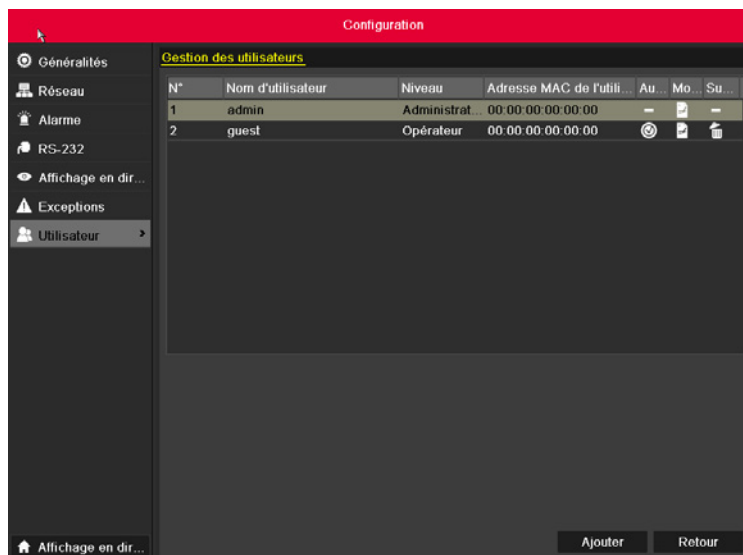 Configuration
Généralités
Réseau
Alarme
RS-232
Affichage en dir...
Exceptions
Utilisateur
Affichage en dir...
Gestion des utilisateurs
N° Nom d'utilisateur Niveau Adresse MAC de l'utili... Au... Mo... Su...
1 admin Administrat... 00:00:00:00:00:00 – –
2 guest Opérateur 00:00:00:00:00:00
Ajouter Retour